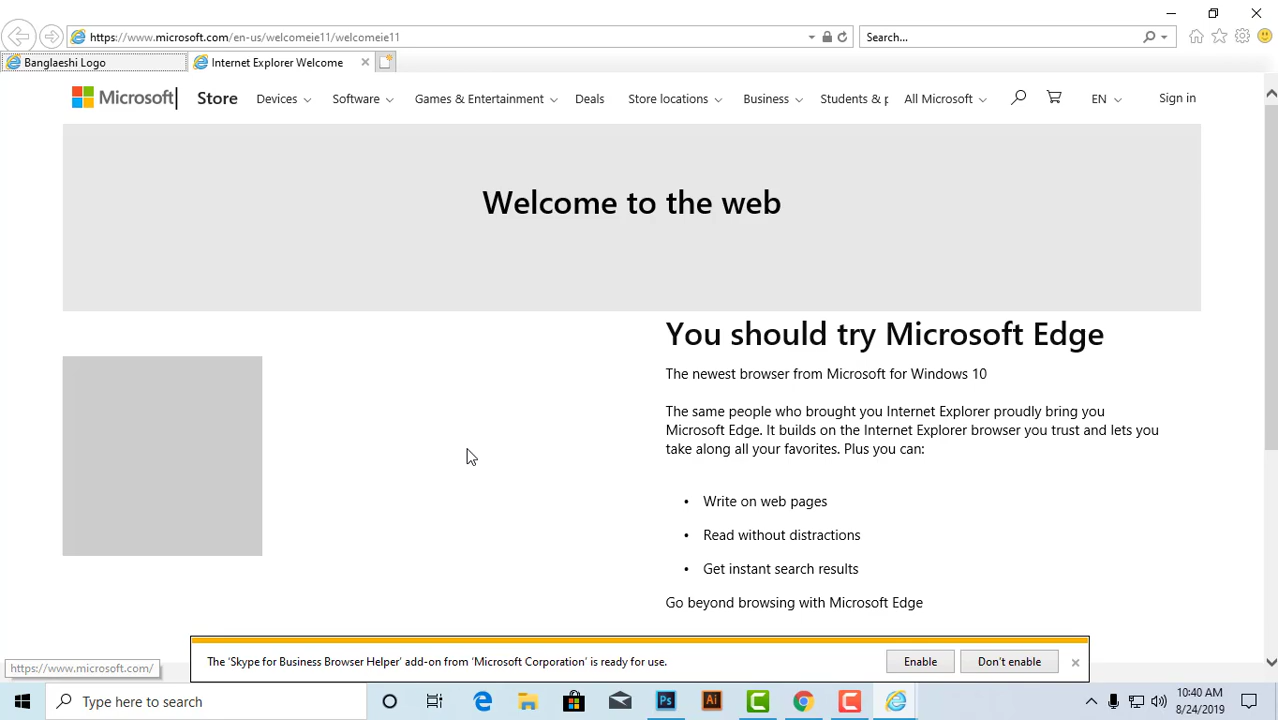 https://www.microsoft.com/en-us/welcomeie11/welcomeie11
Search...
Banglaeshi Logo
Internet Explorer Welcome
Microsoft
Store
Devices
Software
Games & Entertainment
Deals
Store locations
Business
Students & p
All Microsoft
EN
Sign in
Welcome to the web
You should try Microsoft Edge
The newest browser from Microsoft for Windows 10
The same people who brought you Internet Explorer proudly bring you
Microsoft Edge. It builds on the Internet Explorer browser you trust and lets you
take along all your favorites. Plus you can:
• Write on web pages
• Read without distractions
• Get instant search results
Go beyond browsing with Microsoft Edge
The 'Skype for Business Browser Helper' add-on from 'Microsoft Corporation' is ready for use.
Enable
Don't enable
https://www.microsoft.com/
Type here to search
Ps
Ai
10:40 AM
8/24/2019